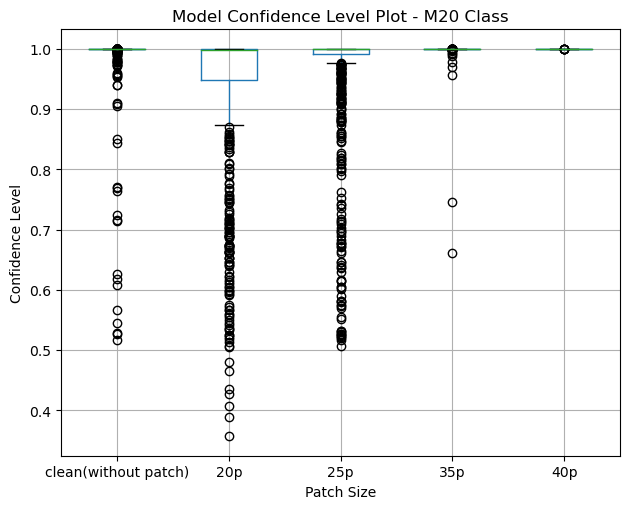 Model Confidence Level Plot - M20 Class
1.0
0.9
0.8
0.7
0.6
0.5
0.4
Confidence Level
clean(without patch) 20p 25p 35p 40p
Patch Size